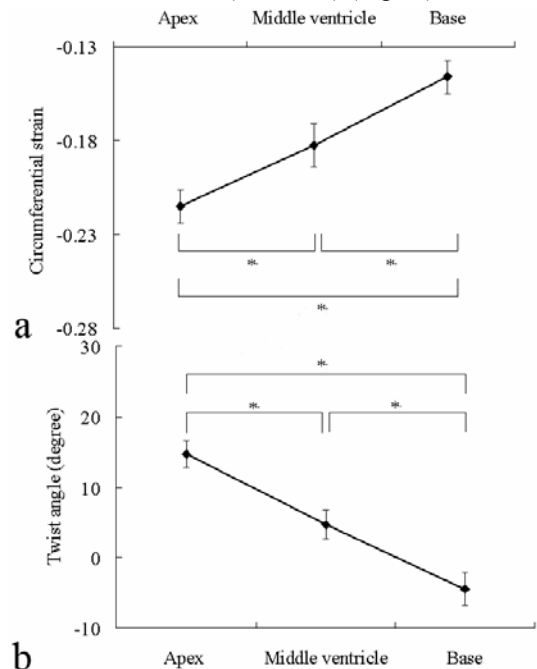 Apex Middle ventricle Base
-0.13
-0.18
-0.23
-0.28
Circumferential strain
*.
*.
*.
a
30
20
10
0
-10
Twist angle (degree)
*.
*.
*.
b
Apex Middle ventricle Base